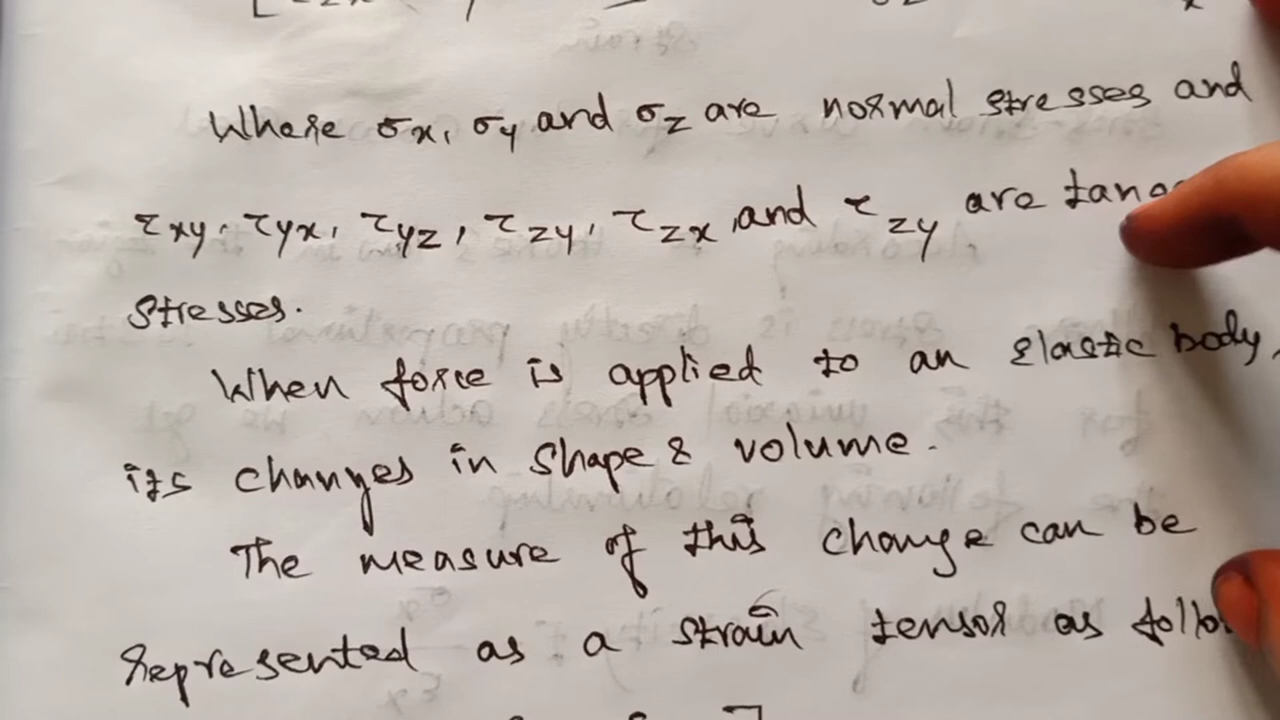 Where σx, σy and σz are normal stresses and
τxy, τyx, τyz, τzy, τzx and τzy are tang
stresses.
When force is applied to an elastic body,
its changes in shape & volume.
The measure of this change can be
represented as a strain tensor as follo